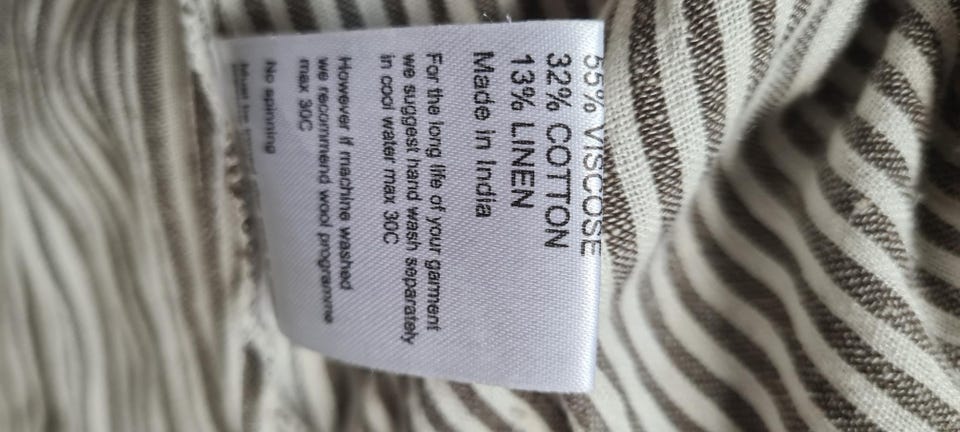 55% VISCOSE
32% COTTON
13% LINEN
Made in India
For the long life of your garment
we suggest hand wash separately
in cool water max 30C
However if machine washed
we recommend wool programme
max 30C
No spinning